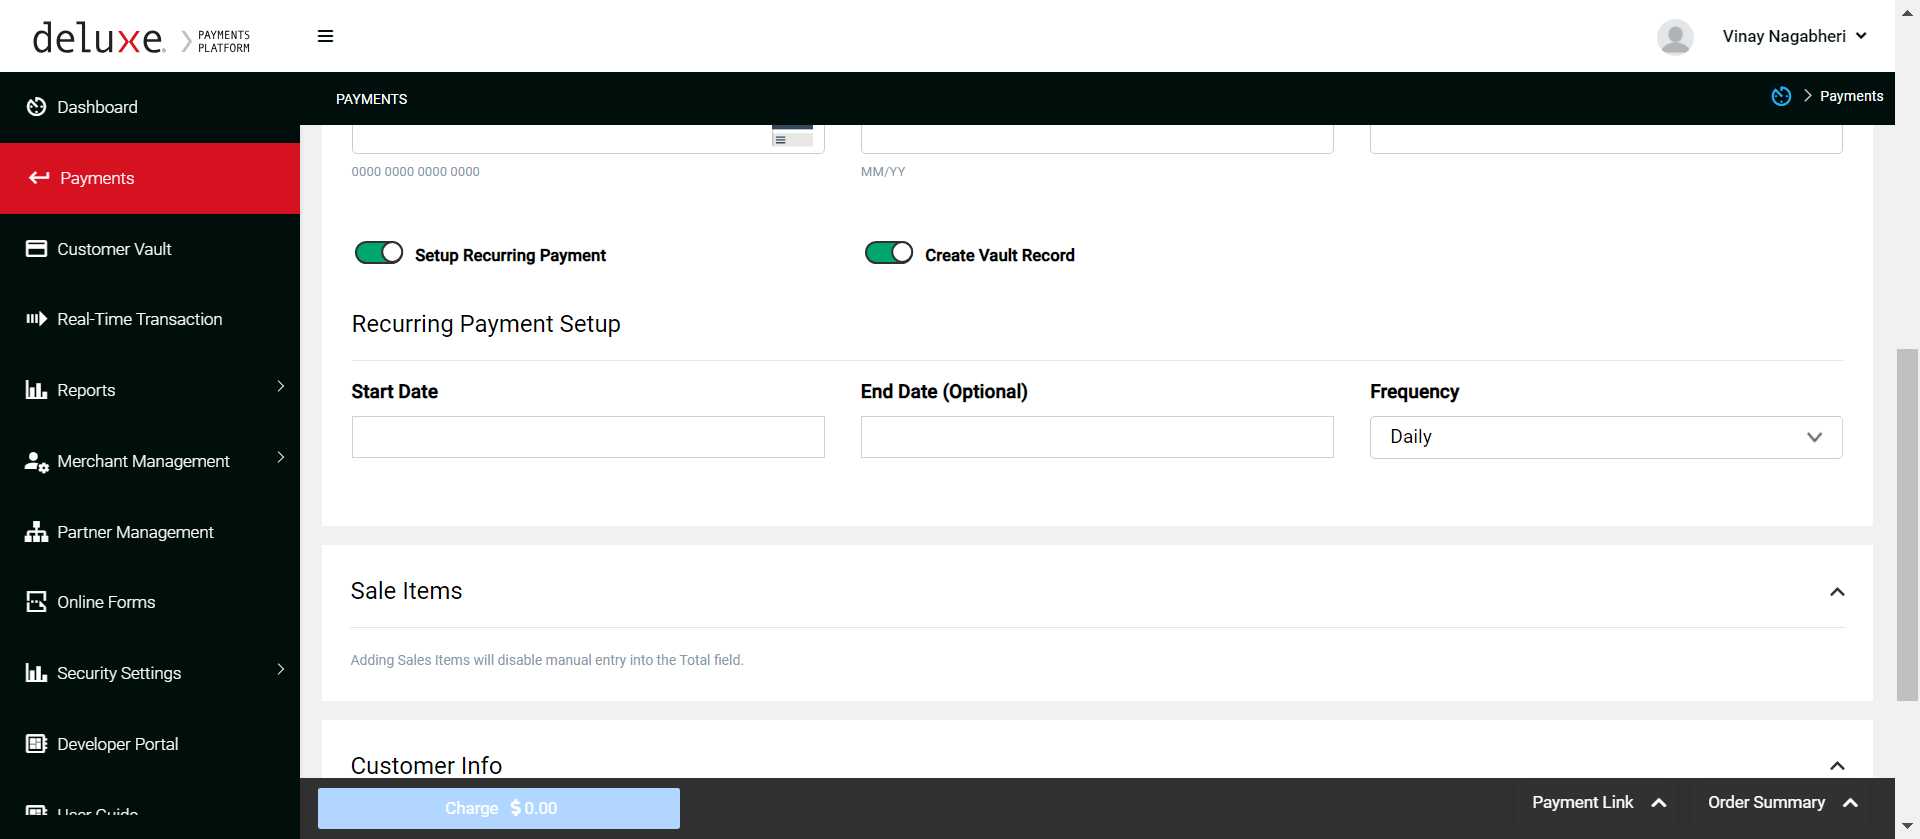 deluxe. PAYMENTS PLATFORM
Vinay Nagabheri
Dashboard
Payments
Customer Vault
Real-Time Transaction
Reports
Merchant Management
Partner Management
Online Forms
Security Settings
Developer Portal
User Guide
PAYMENTS
Payments
0000 0000 0000 0000
MM/YY
Setup Recurring Payment
Create Vault Record
Recurring Payment Setup
Start Date
End Date (Optional)
Frequency
Daily
Sale Items
Adding Sales Items will disable manual entry into the Total field.
Customer Info
Charge $ 0.00
Payment Link
Order Summary